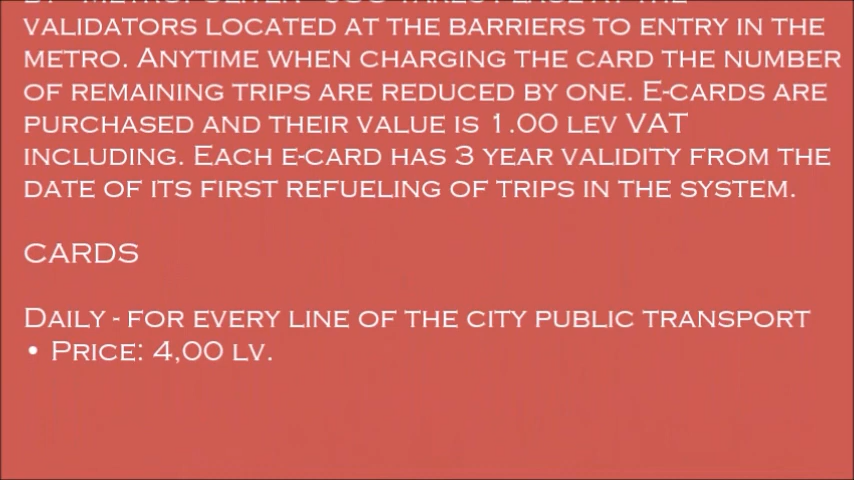 VALIDATORS LOCATED AT THE BARRIERS TO ENTRY IN THE
METRO. ANYTIME WHEN CHARGING THE CARD THE NUMBER
OF REMAINING TRIPS ARE REDUCED BY ONE. E-CARDS ARE
PURCHASED AND THEIR VALUE IS 1.00 LEV VAT
INCLUDING. EACH E-CARD HAS 3 YEAR VALIDITY FROM THE
DATE OF ITS FIRST REFUELING OF TRIPS IN THE SYSTEM.
CARDS
DAILY - FOR EVERY LINE OF THE CITY PUBLIC TRANSPORT
• PRICE: 4,00 LV.